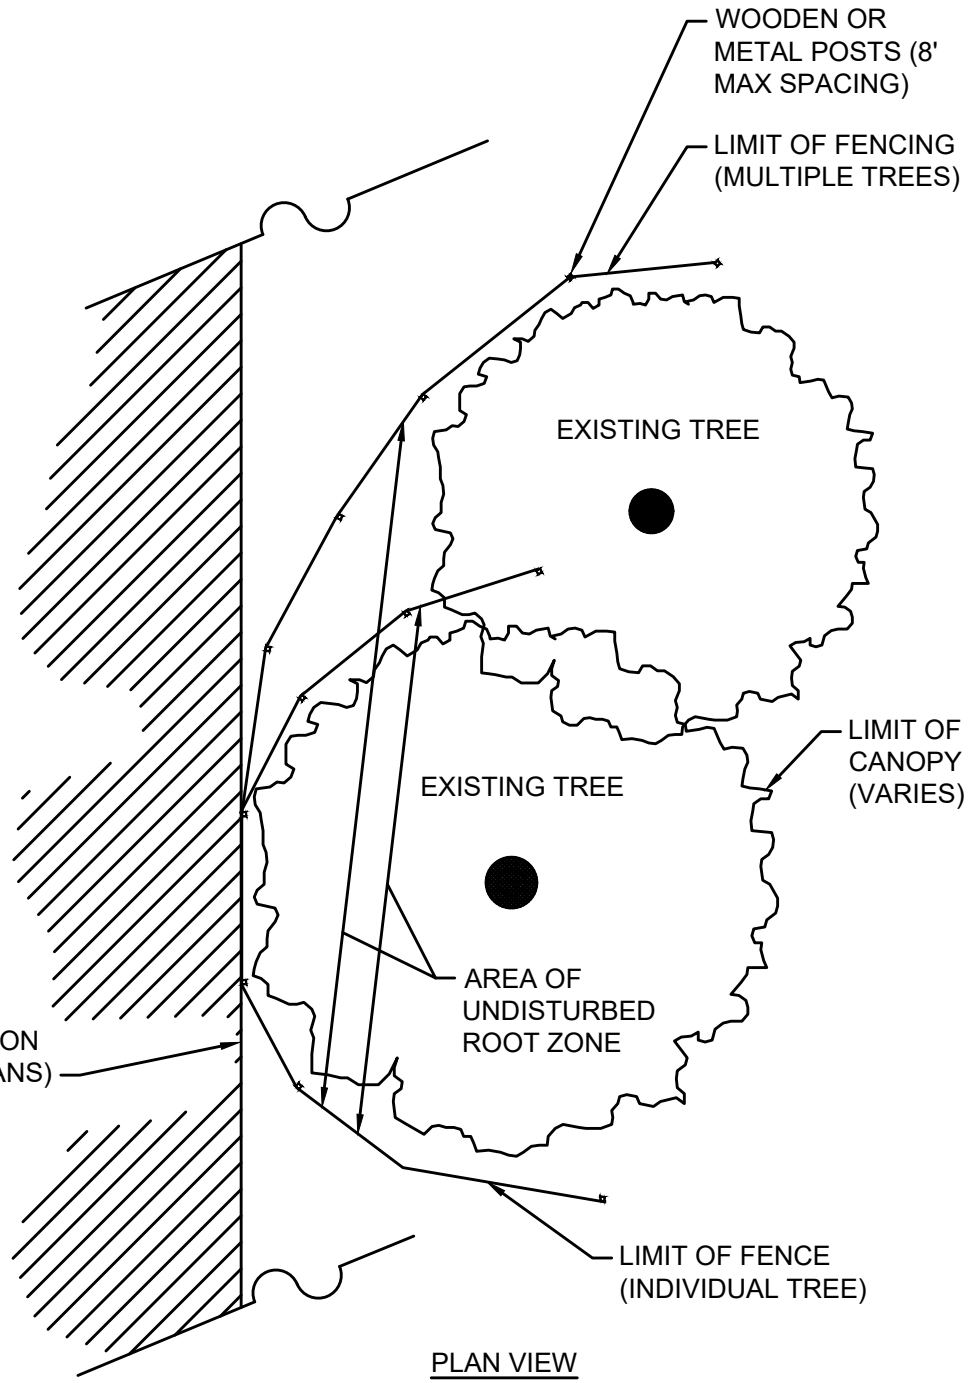 WOODEN OR
METAL POSTS (8'
MAX SPACING)
LIMIT OF FENCING
(MULTIPLE TREES)
EXISTING TREE
LIMIT OF
CANOPY
(VARIES)
EXISTING TREE
AREA OF
UNDISTURBED
ROOT ZONE
ON
ANS)
LIMIT OF FENCE
(INDIVIDUAL TREE)
PLAN VIEW